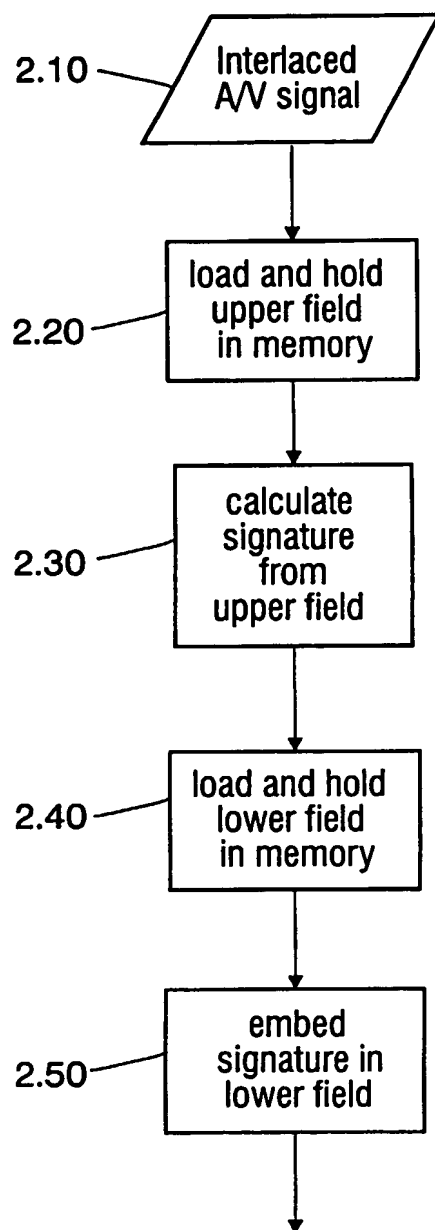 2.10
Interlaced
A/V signal
2.20
load and hold
upper field
in memory
2.30
calculate
signature
from
upper field
2.40
load and hold
lower field
in memory
2.50
embed
signature in
lower field